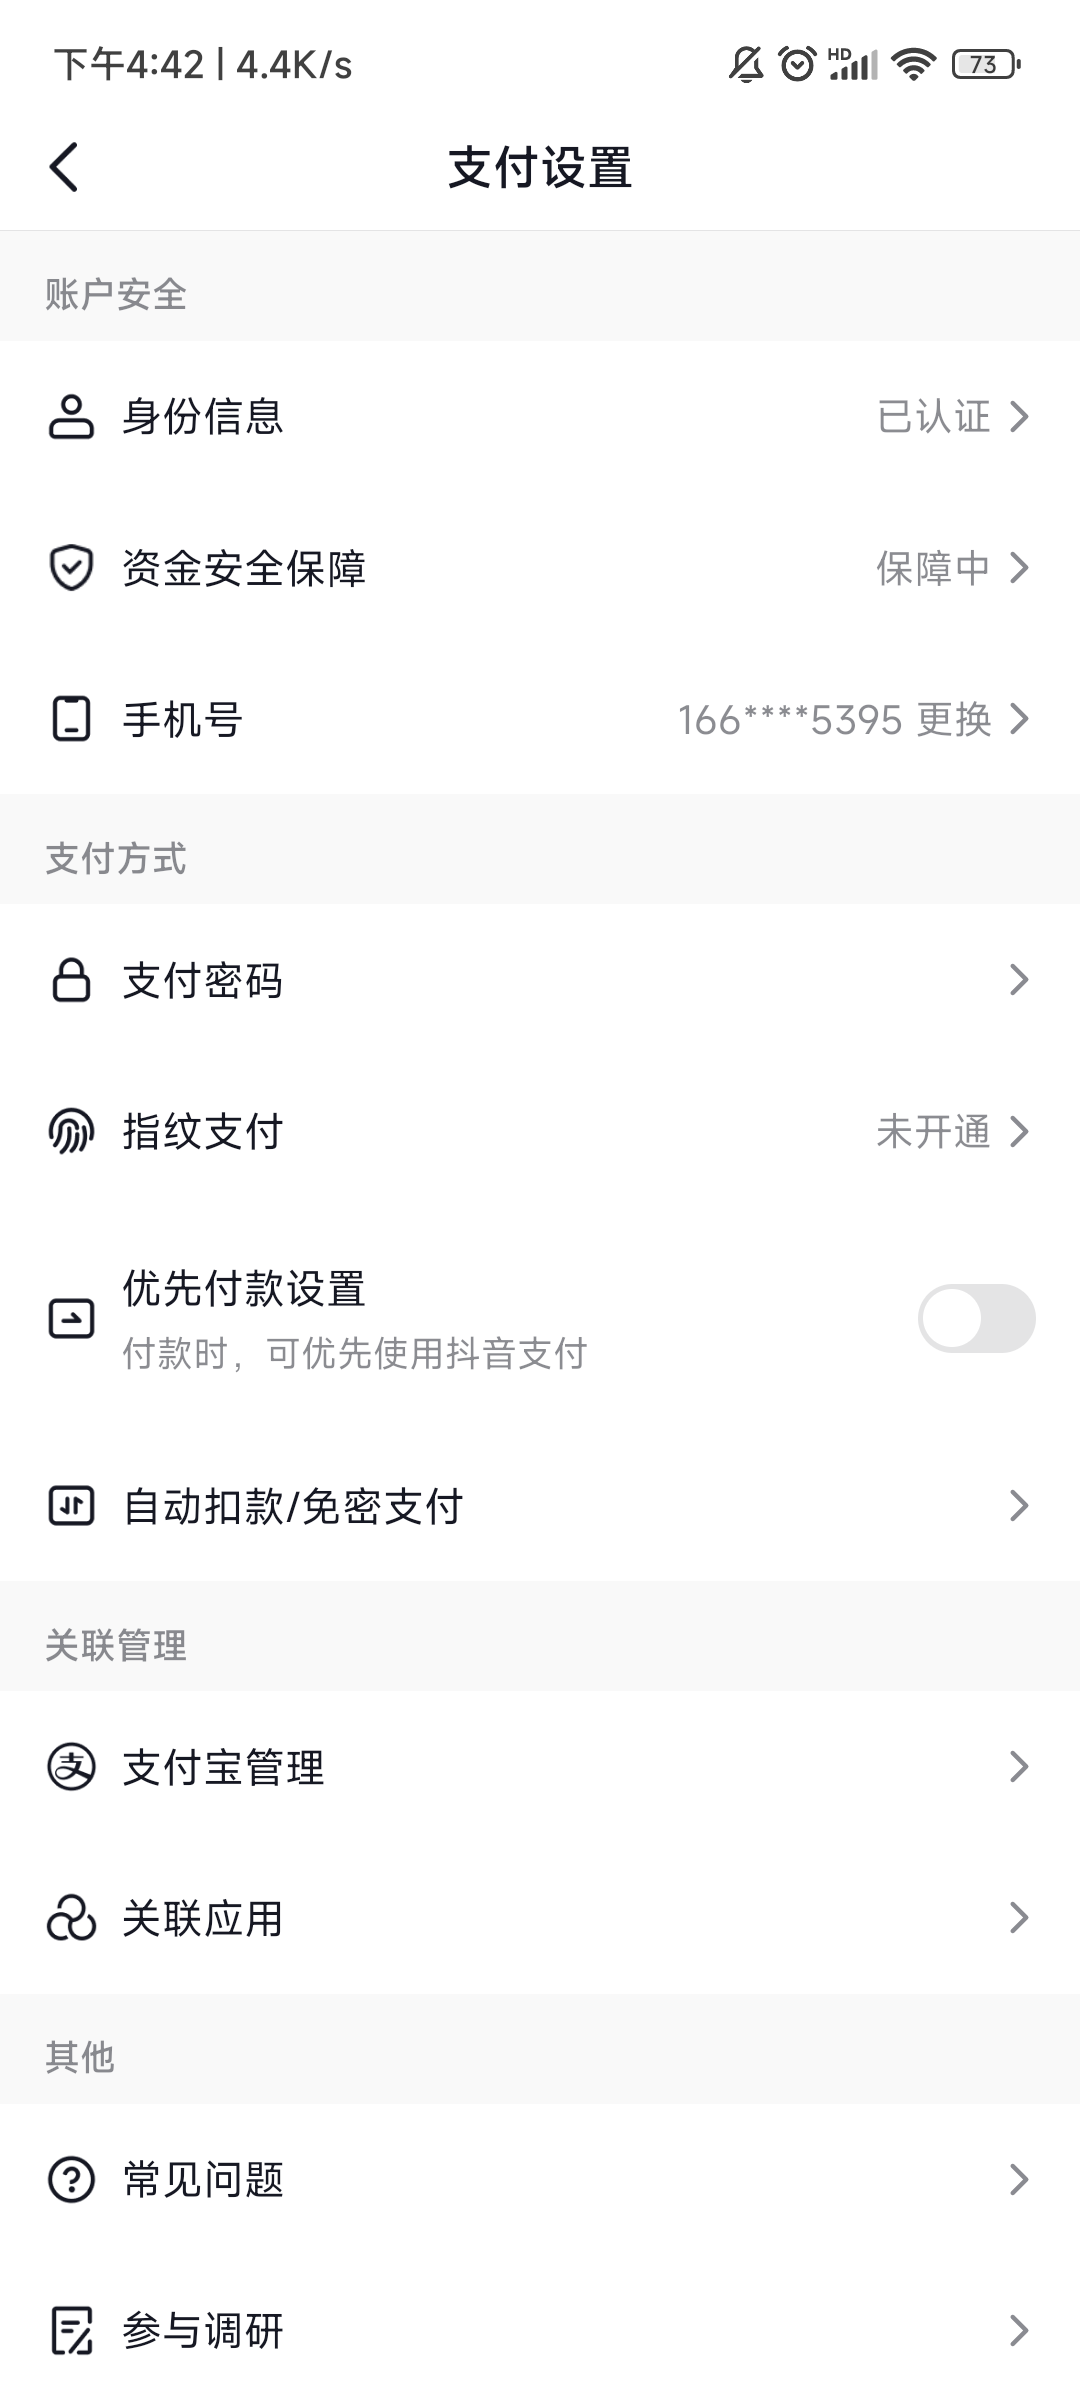 下午4:42 | 4.4K/s
HD
73
支付设置
账户安全
身份信息 已认证
资金安全保障 保障中
手机号 166****5395 更换
支付方式
支付密码
指纹支付 未开通
优先付款设置
付款时，可优先使用抖音支付
自动扣款/免密支付
关联管理
支付宝管理
关联应用
其他
常见问题
参与调研